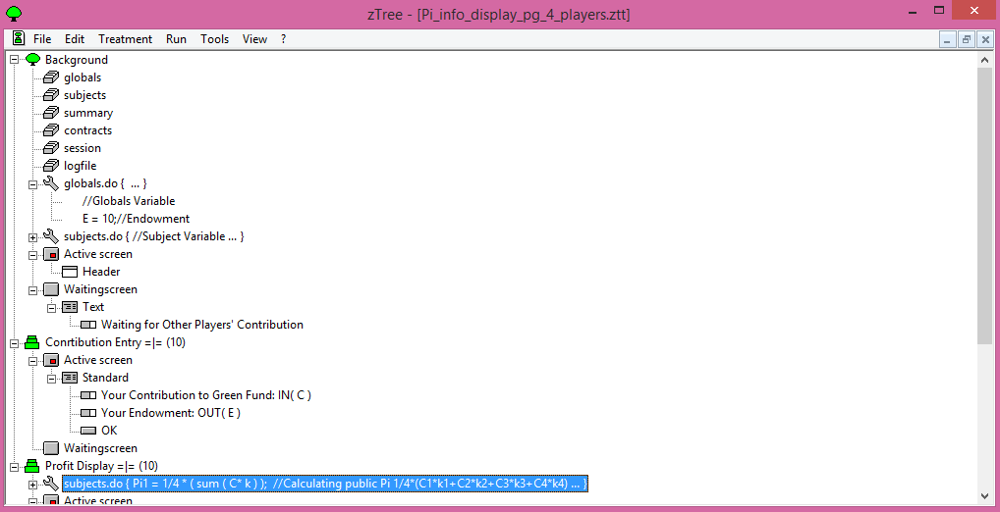 zTree - [Pi_info_display_pg_4_players.ztt]
File Edit Treatment Run Tools View ?
Background
globals
subjects
summary
contracts
session
logfile
globals.do { ... }
//Globals Variable
E = 10;//Endowment
subjects.do { //Subject Variable ... }
Active screen
Header
Waitingscreen
Text
Waiting for Other Players' Contribution
Conrtibution Entry =|= (10)
Active screen
Standard
Your Contribution to Green Fund: IN( C )
Your Endowment: OUT( E )
OK
Waitingscreen
Profit Display =|= (10)
subjects.do { Pi1 = 1/4 * ( sum ( C* k ) ); //Calculating public Pi 1/4*(C1*k1+C2*k2+C3*k3+C4*k4) ... }
Active screen